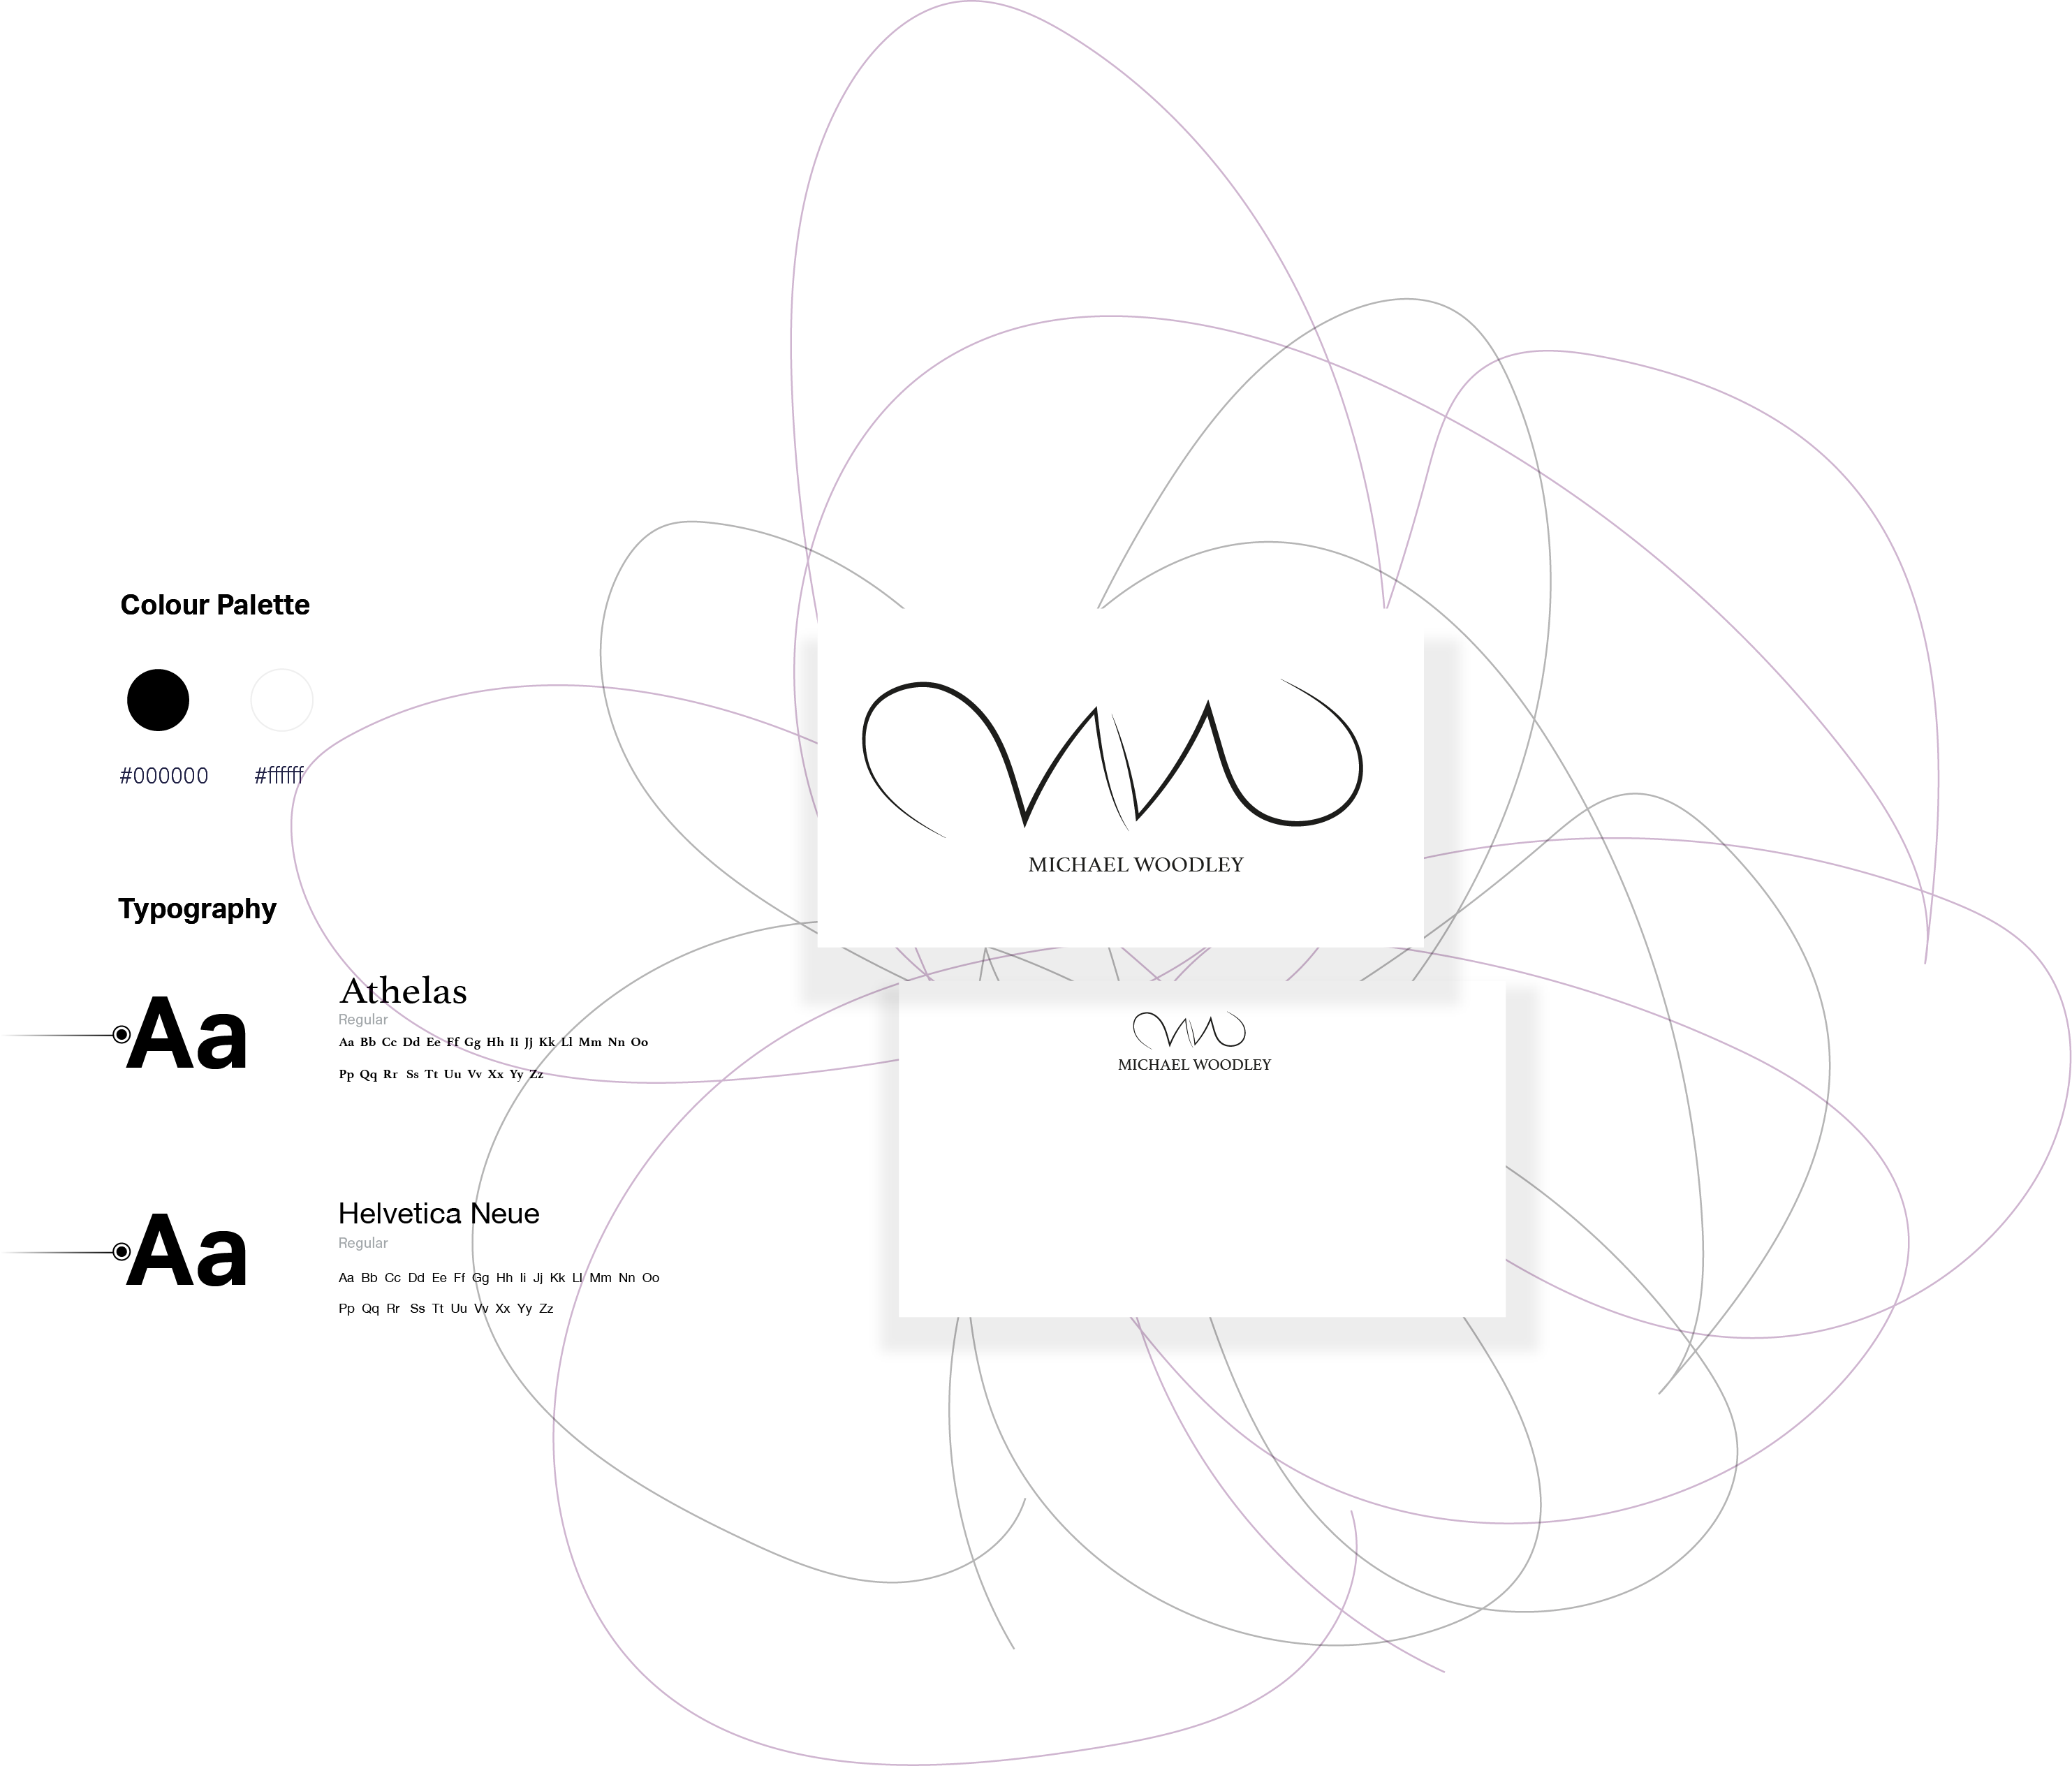 Colour Palette
#000000 #ffffff
Typography
Aa
Athelas
Regular
Aa Bb Cc Dd Ee Ff Gg Hh Ii Jj Kk Ll Mm Nn Oo
Pp Qq Rr Ss Tt Uu Vv Xx Yy Zz
Aa
Helvetica Neue
Regular
Aa Bb Cc Dd Ee Ff Gg Hh Ii Jj Kk Ll Mm Nn Oo
Pp Qq Rr Ss Tt Uu Vv Xx Yy Zz
MICHAEL WOODLEY
MICHAEL WOODLEY